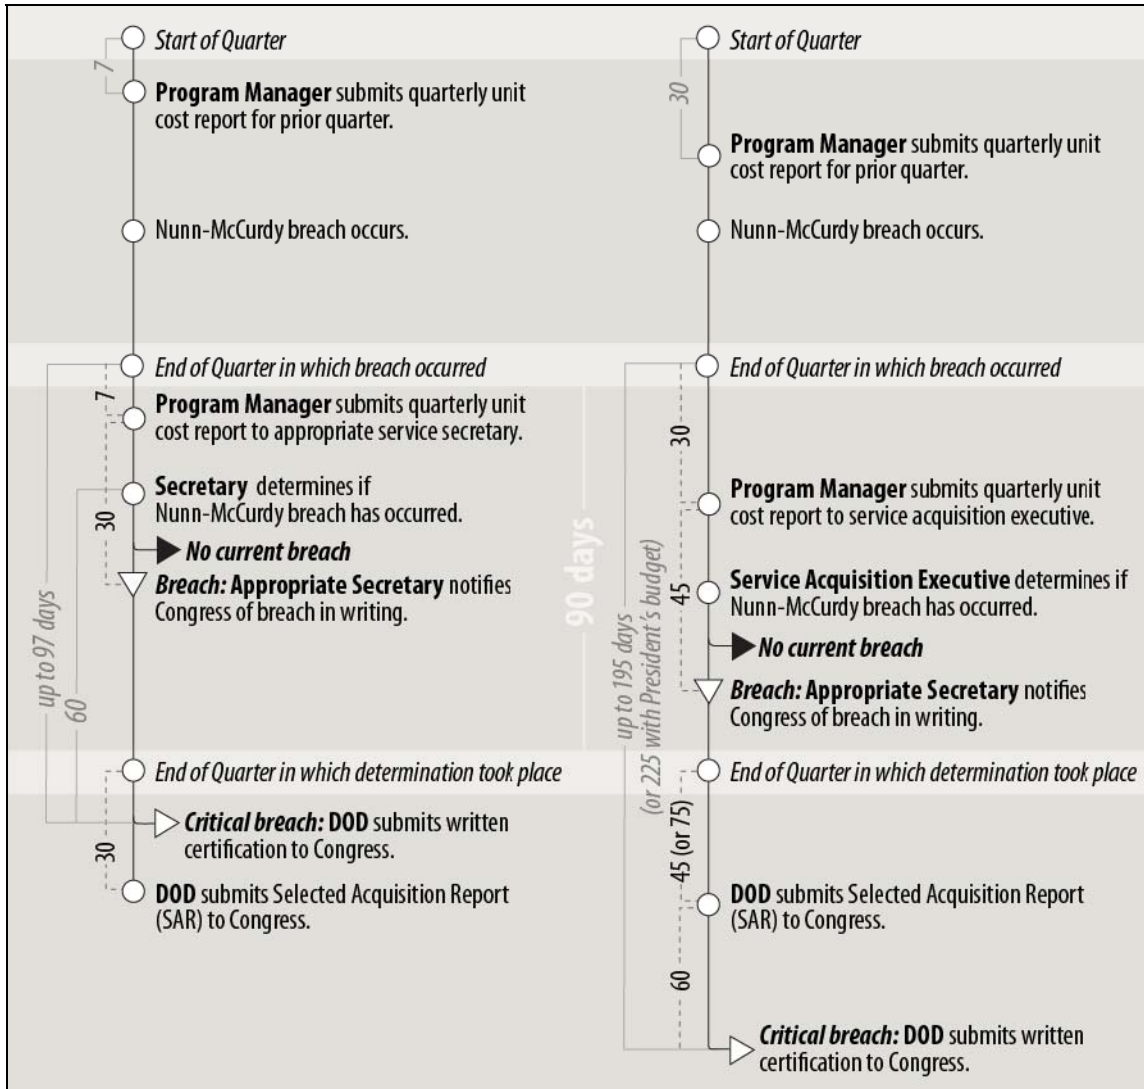 Start of Quarter
7
Program Manager submits quarterly unit
cost report for prior quarter.
Nunn-McCurdy breach occurs.
End of Quarter in which breach occurred
7
Program Manager submits quarterly unit
cost report to appropriate service secretary.
Secretary determines if
Nunn-McCurdy breach has occurred.
30
No current breach
Breach: Appropriate Secretary notifies
Congress of breach in writing.
up to 97 days
60
End of Quarter in which determination took place
Critical breach: DOD submits written
certification to Congress.
30
DOD submits Selected Acquisition Report
(SAR) to Congress.
90 days
Start of Quarter
30
Program Manager submits quarterly unit
cost report for prior quarter.
Nunn-McCurdy breach occurs.
End of Quarter in which breach occurred
30
Program Manager submits quarterly unit
cost report to service acquisition executive.
45
Service Acquisition Executive determines if
Nunn-McCurdy breach has occurred.
No current breach
Breach: Appropriate Secretary notifies
Congress of breach in writing.
up to 195 days
(or 225 with President's budget)
End of Quarter in which determination took place
45 (or 75)
DOD submits Selected Acquisition Report
(SAR) to Congress.
60
Critical breach: DOD submits written
certification to Congress.